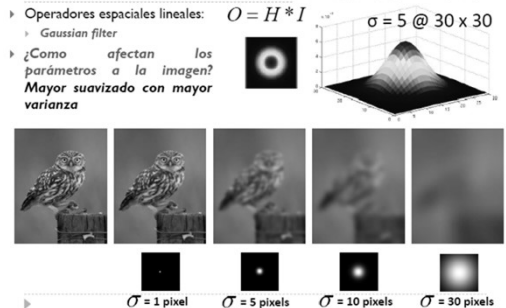 Operadores espaciales lineales:
O = H * I
Gaussian filter
σ = 5 @ 30 x 30
¿Como afectan los
parámetros a la imagen?
Mayor suavizado con mayor
varianza
σ = 1 pixel
σ = 5 pixels
σ = 10 pixels
σ = 30 pixels